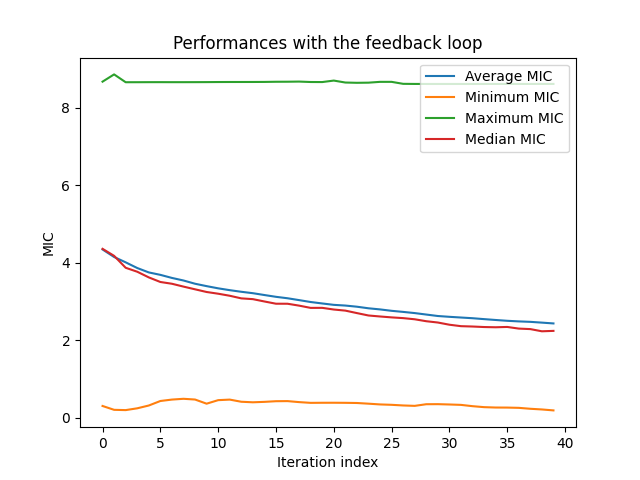 Performances with the feedback loop
Average MIC
Minimum MIC
Maximum MIC
Median MIC
MIC
8
6
4
2
0
0 5 10 15 20 25 30 35 40
Iteration index